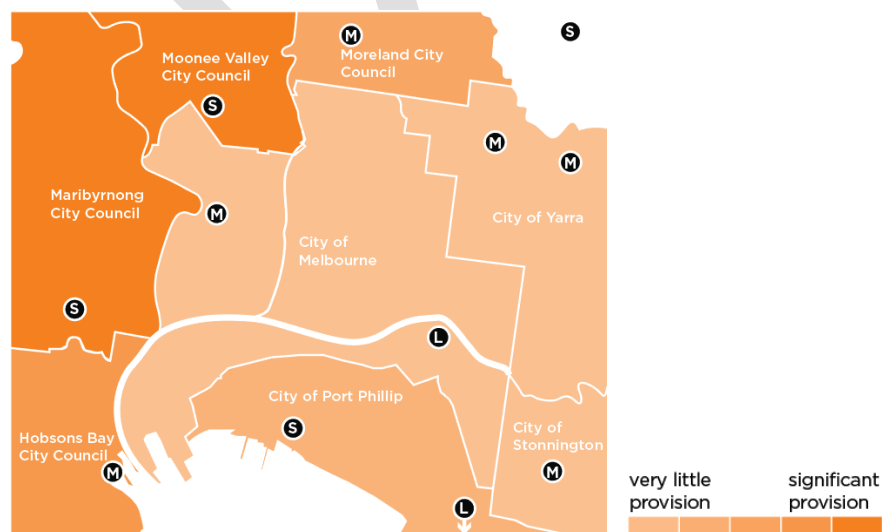 S
M
Moonee Valley
City Council
Moreland City
Council
S
M
M
Maribyrnong
City Council
M
City of Yarra
City of
Melbourne
S
L
City of Port Phillip
S
City of
Stonnington
Hobsons Bay
City Council
M
M
L
very little
provision
significant
provision